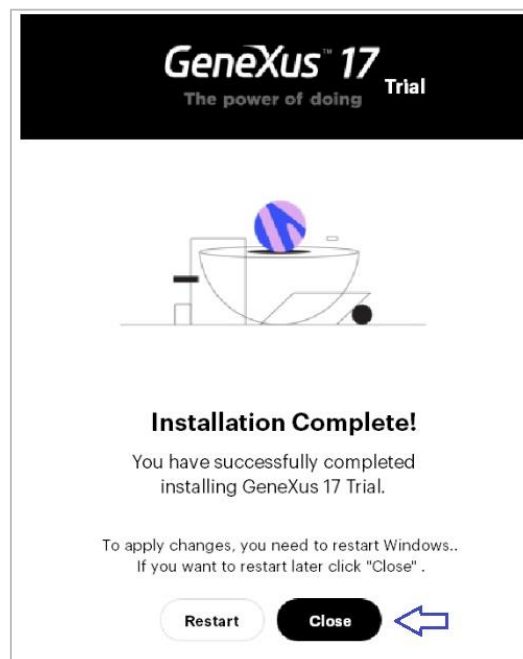 GeneXus™ 17
Trial
The power of doing
Installation Complete!
You have successfully completed
installing GeneXus 17 Trial.
To apply changes, you need to restart Windows..
If you want to restart later click "Close" .
Restart
Close